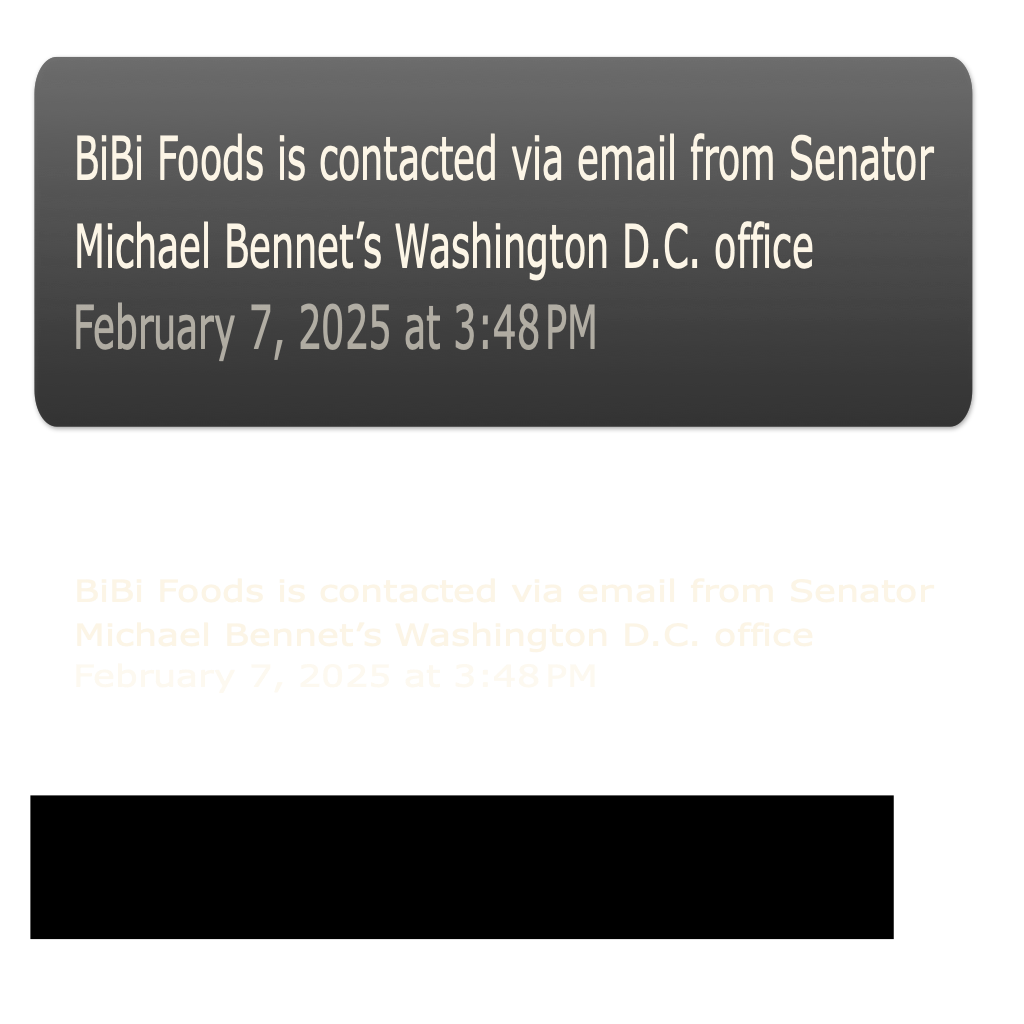 BiBi Foods is contacted via email from Senator
Michael Bennet’s Washington D.C. office
February 7, 2025 at 3:48 PM
BiBi Foods is contacted via email from Senator
Michael Bennet’s Washington D.C. office
February 7, 2025 at 3:48 PM